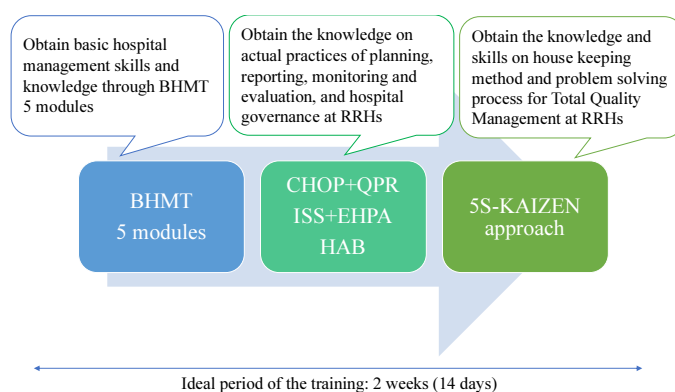 Obtain basic hospital
management skills and
knowledge through BHMT
5 modules
Obtain the knowledge on
actual practices of planning,
reporting, monitoring and
evaluation, and hospital
governance at RRHs
Obtain the knowledge and
skills on house keeping
method and problem solving
process for Total Quality
Management at RRHs
BHMT
5 modules
CHOP+QPR
ISS+EHPA
HAB
5S-KAIZEN
approach
Ideal period of the training: 2 weeks (14 days)